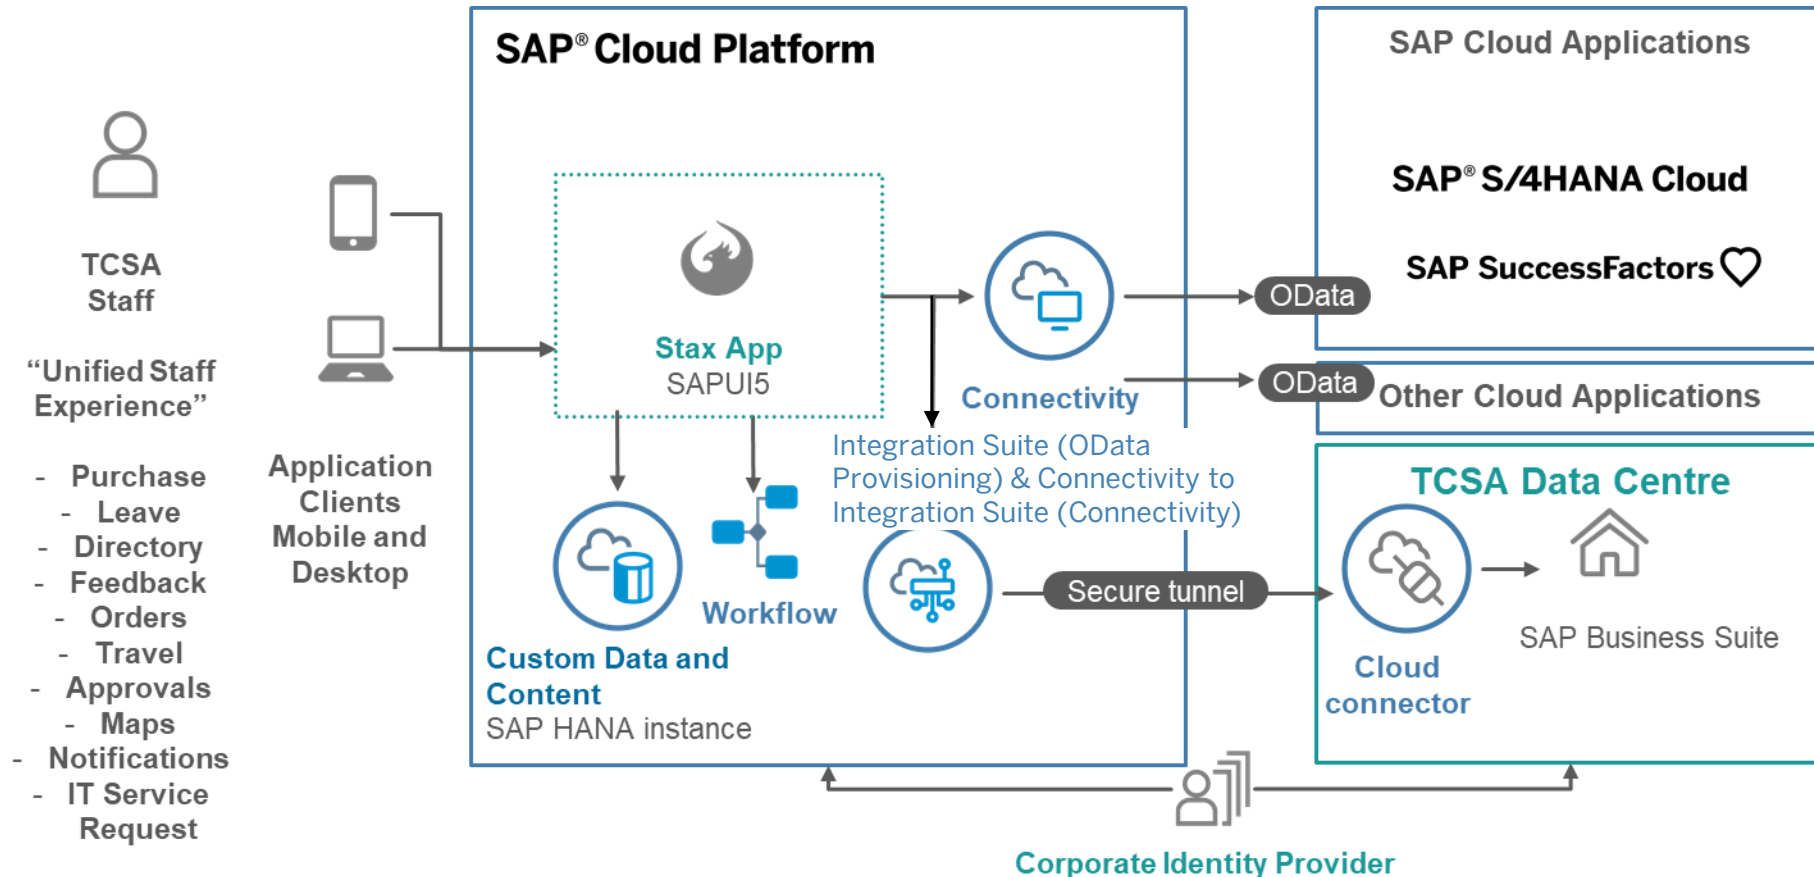 SAP® Cloud Platform
SAP Cloud Applications
SAP® S/4HANA Cloud
SAP SuccessFactors
TCSA
Staff
“Unified Staff
Experience”
- Purchase
- Leave
- Directory
- Feedback
- Orders
- Travel
- Approvals
- Maps
- Notifications
- IT Service
Request
Application
Clients
Mobile and
Desktop
Stax App
SAPUI5
Connectivity
OData
OData
Other Cloud Applications
Integration Suite (OData
Provisioning) & Connectivity to
Integration Suite (Connectivity)
Workflow
Custom Data and
Content
SAP HANA instance
Secure tunnel
TCSA Data Centre
Cloud
connector
SAP Business Suite
Corporate Identity Provider